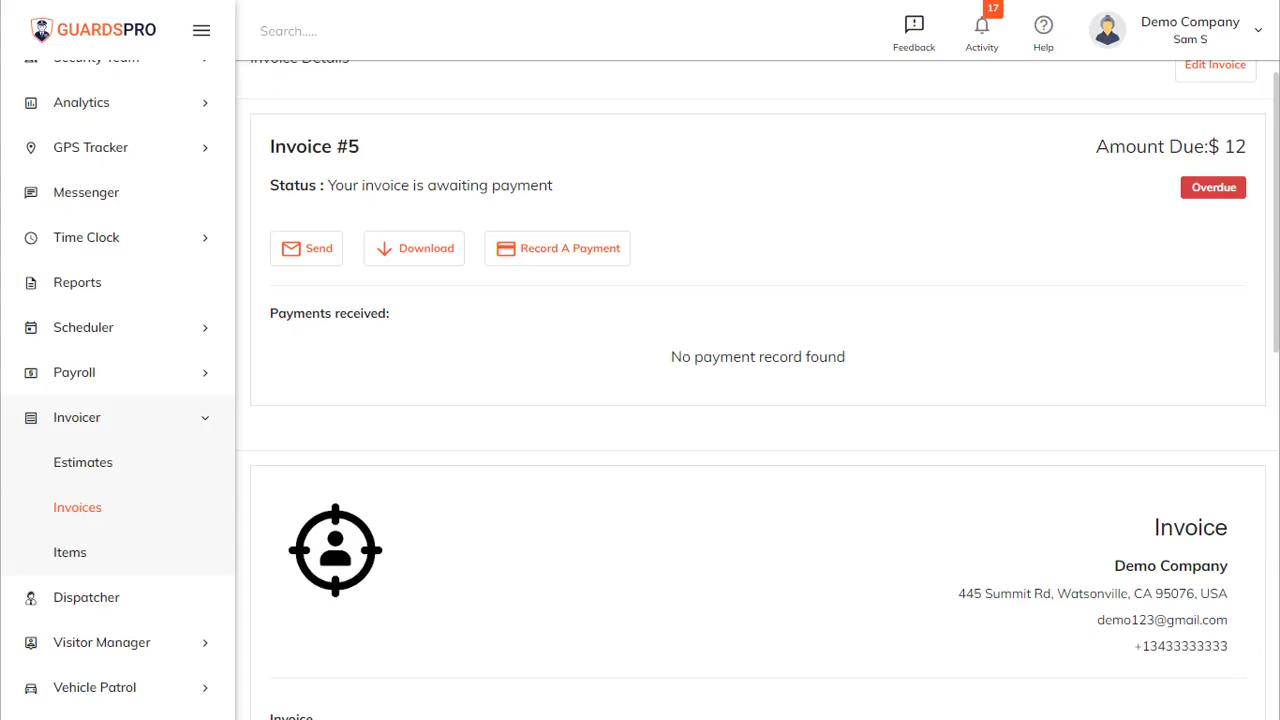 GUARDSPRO
Search.....
Feedback
17
Activity
Help
Demo Company
Sam S
Security Team
Analytics
GPS Tracker
Messenger
Time Clock
Reports
Scheduler
Payroll
Invoicer
Estimates
Invoices
Items
Dispatcher
Visitor Manager
Vehicle Patrol
Invoice Details
Edit Invoice
Invoice #5
Amount Due:$ 12
Status : Your invoice is awaiting payment
Overdue
Send
Download
Record A Payment
Payments received:
No payment record found
Invoice
Demo Company
445 Summit Rd, Watsonville, CA 95076, USA
demo123@gmail.com
+13433333333
Invoice